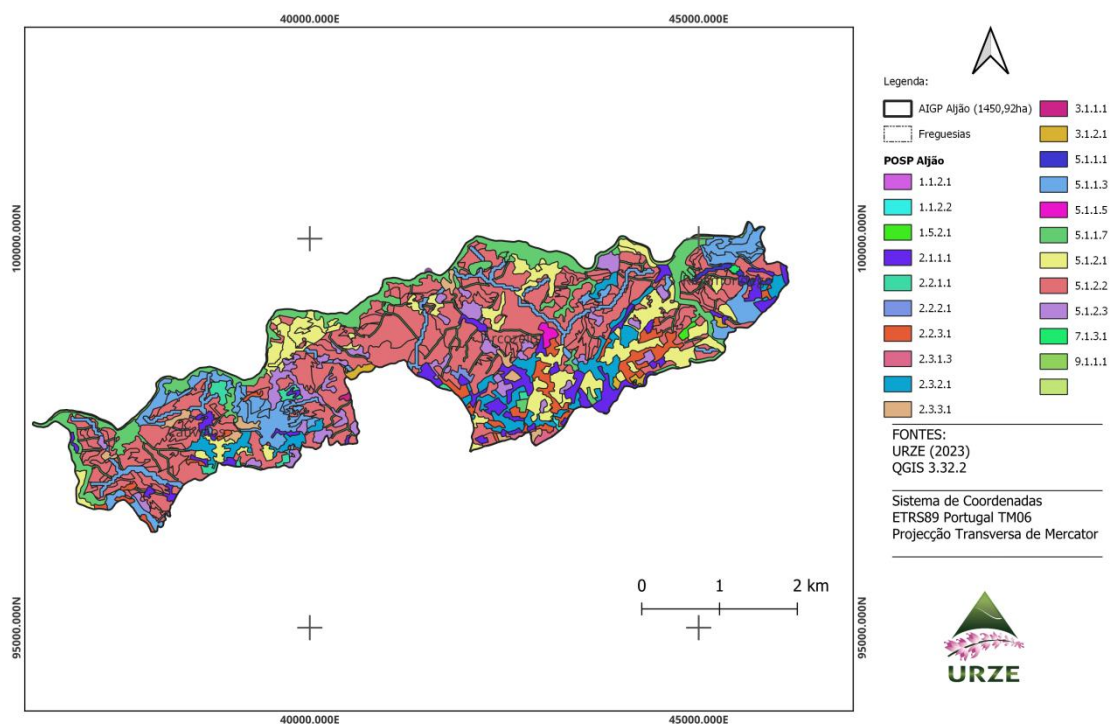 40000.000E
45000.000E
100000.000N
100000.000N
95000.000N
95000.000N
40000.000E
45000.000E
0 1 2 km
Legenda:
AIGP Aljão (1450,92ha)
Freguesias
POSP Aljão
1.1.2.1
1.1.2.2
1.5.2.1
2.1.1.1
2.2.1.1
2.2.2.1
2.2.3.1
2.3.1.3
2.3.2.1
2.3.3.1
3.1.1.1
3.1.2.1
5.1.1.1
5.1.1.3
5.1.1.5
5.1.1.7
5.1.2.1
5.1.2.2
5.1.2.3
7.1.3.1
9.1.1.1
FONTES:
URZE (2023)
QGIS 3.32.2
Sistema de Coordenadas
ETRS89 Portugal TM06
Projecção Transversa de Mercator
URZE